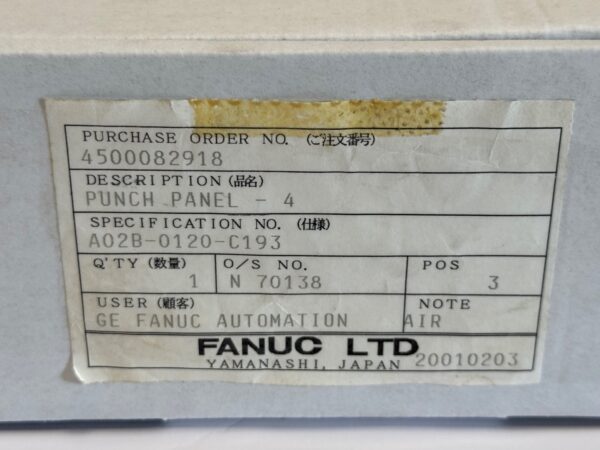 PURCHASE ORDER NO. (ご注文番号)
4500082918
DESCRIPTION (品名)
PUNCH PANEL - 4
SPECIFICATION NO. (仕様)
A02B-0120-C193
Q'TY (数量) O/S NO. POS
1 N 70138 3
USER (顧客) NOTE
GE FANUC AUTOMATION AIR
FANUC LTD
YAMANASHI, JAPAN 20010203